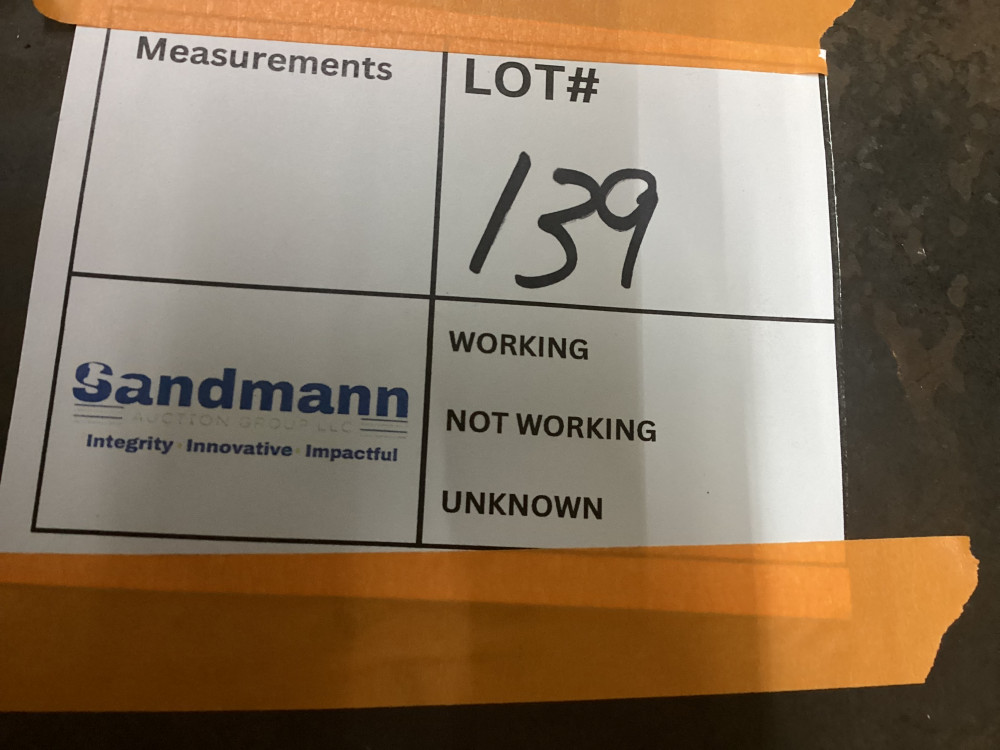 Measurements
LOT#
139
Sandmann
AUCTION GROUP LLC
Integrity Innovative Impactful
WORKING
NOT WORKING
UNKNOWN